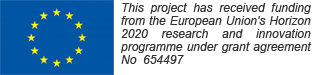 This project has received funding
from the European Union's Horizon
2020 research and innovation
programme under grant agreement
No 654497